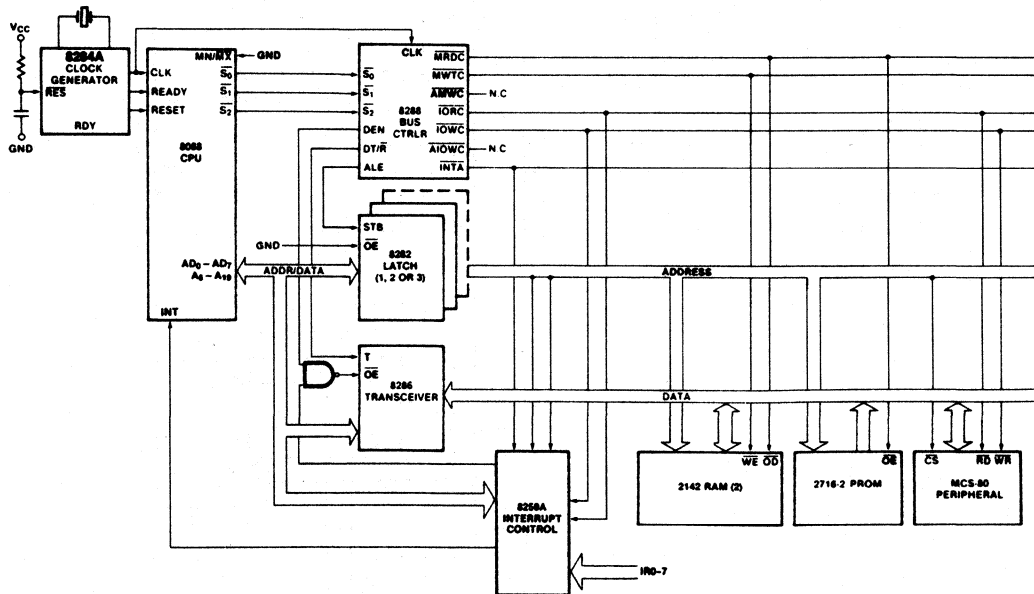 VCC
8284A
CLOCK
GENERATOR
RES
RDY
GND
CLK
READY
RESET
MN/MX
GND
S0
S1
S2
8088
CPU
AD0 – AD7
A8 – A19
INT
CLK
S0
S1
S2
DEN
DT/R
ALE
8288
BUS
CTRLR
MRDC
MWTC
AMWC
IORC
IOWC
AIOWC
INTA
N.C
N.C
STB
OE
GND
8282
LATCH
(1, 2 OR 3)
ADDR/DATA
ADDRESS
T
OE
8286
TRANSCEIVER
DATA
WE OD
2142 RAM (2)
OE
2716-2 PROM
CS
RD WR
MCS-80
PERIPHERAL
8259A
INTERRUPT
CONTROL
IR0-7